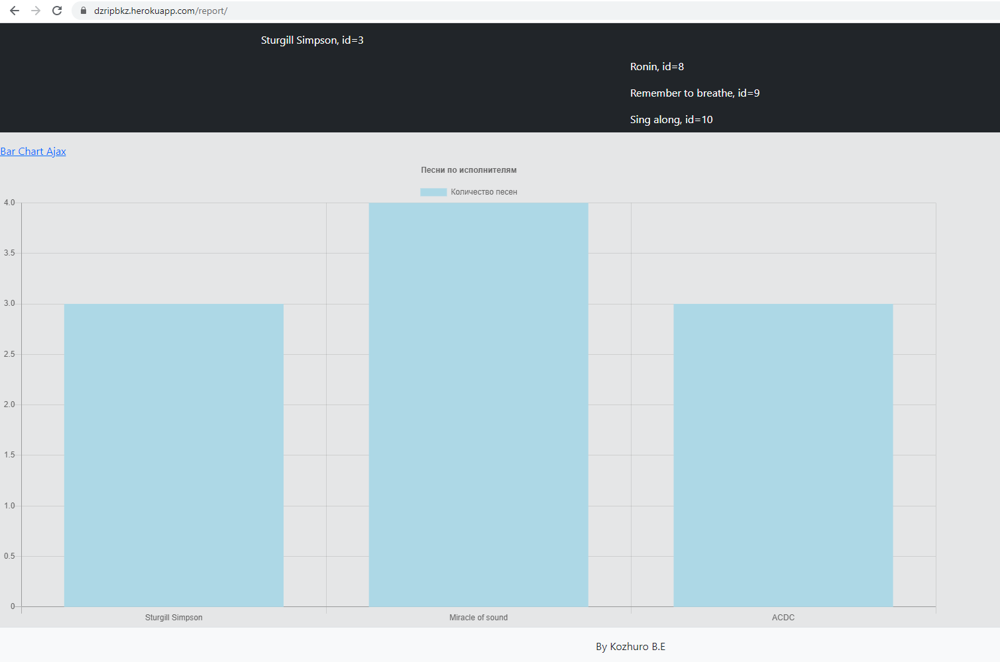 dzripbkz.herokuapp.com/report/
Sturgill Simpson, id=3
Ronin, id=8
Remember to breathe, id=9
Sing along, id=10
Bar Chart Ajax
Песни по исполнителям
Количество песен
4.0
3.5
3.0
2.5
2.0
1.5
1.0
0.5
0
Sturgill Simpson Miracle of sound ACDC
By Kozhuro B.E